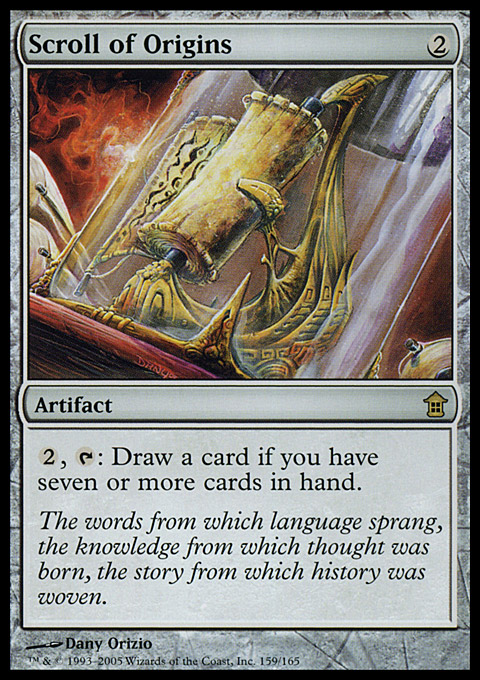 Scroll of Origins 2
Artifact
2, : Draw a card if you have
seven or more cards in hand.
The words from which language sprang,
the knowledge from which thought was
born, the story from which history was
woven.
Dany Orizio
™ & © 1993–2005 Wizards of the Coast, Inc. 159/165